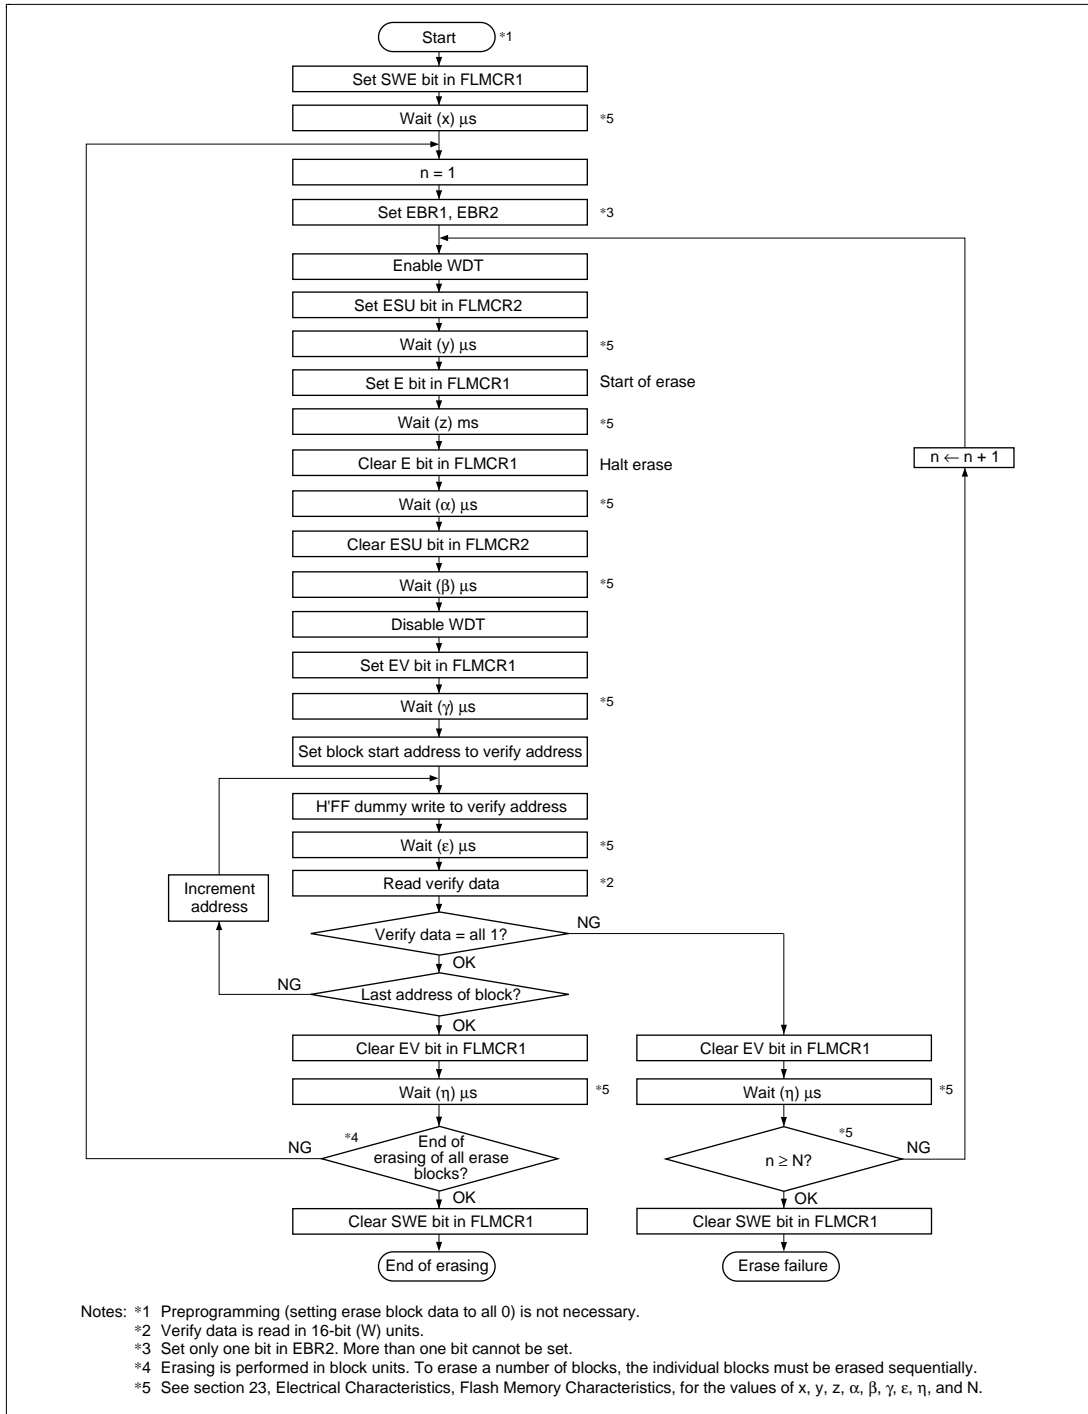 Start *1
Set SWE bit in FLMCR1
Wait (x) μs *5
n = 1
Set EBR1, EBR2 *3
Enable WDT
Set ESU bit in FLMCR2
Wait (y) μs *5
Set E bit in FLMCR1 Start of erase
Wait (z) ms *5
n ← n + 1
Clear E bit in FLMCR1 Halt erase
Wait (α) μs *5
Clear ESU bit in FLMCR2
Wait (β) μs *5
Disable WDT
Set EV bit in FLMCR1
Wait (γ) μs *5
Set block start address to verify address
H'FF dummy write to verify address
Wait (ε) μs *5
Increment
address
Read verify data *2
Verify data = all 1? NG
OK
NG Last address of block?
OK
Clear EV bit in FLMCR1 Clear EV bit in FLMCR1
Wait (η) μs *5 Wait (η) μs *5
NG *4 End of
erasing of all erase
blocks?
*5 n ≥ N? NG
OK OK
Clear SWE bit in FLMCR1 Clear SWE bit in FLMCR1
End of erasing Erase failure
Notes: *1 Preprogramming (setting erase block data to all 0) is not necessary.
*2 Verify data is read in 16-bit (W) units.
*3 Set only one bit in EBR2. More than one bit cannot be set.
*4 Erasing is performed in block units. To erase a number of blocks, the individual blocks must be erased sequentially.
*5 See section 23, Electrical Characteristics, Flash Memory Characteristics, for the values of x, y, z, α, β, γ, ε, η, and N.